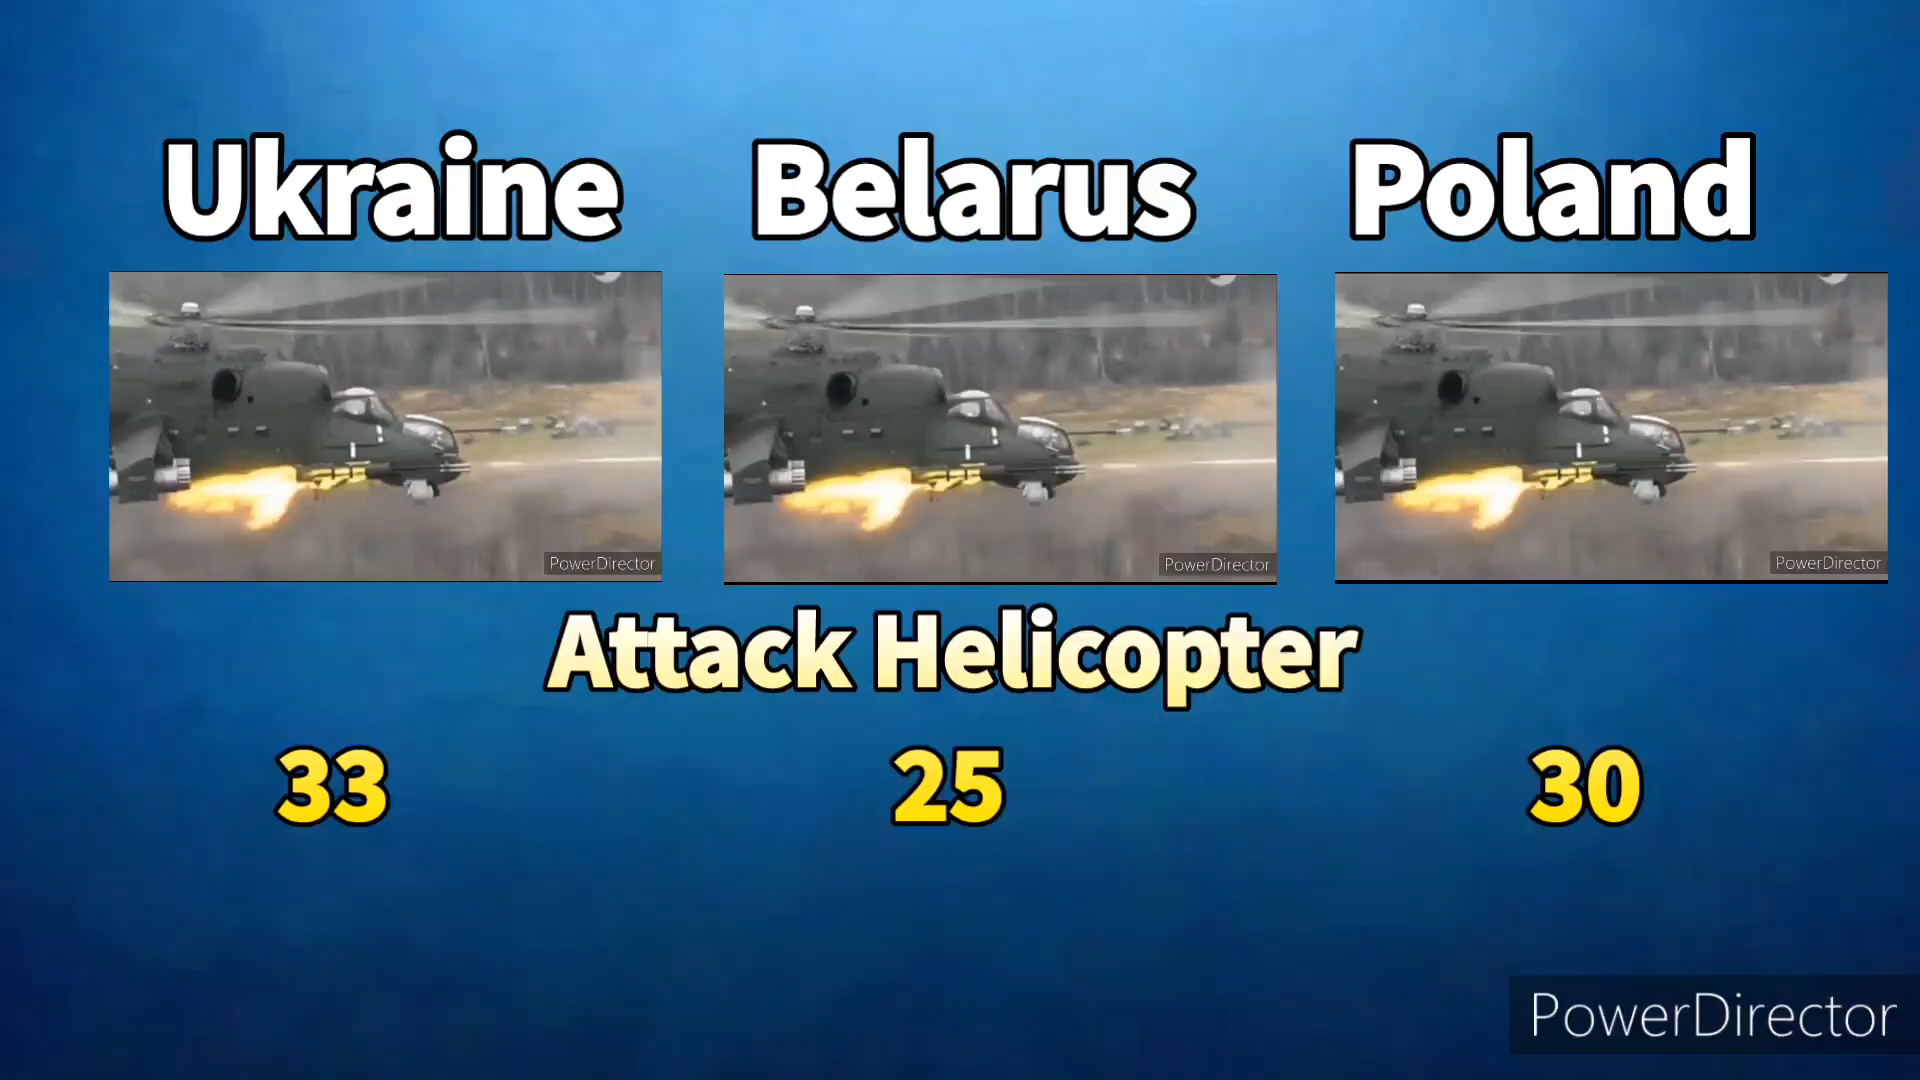 Ukraine Belarus Poland
PowerDirector PowerDirector PowerDirector
Attack Helicopter
33 25 30
PowerDirector